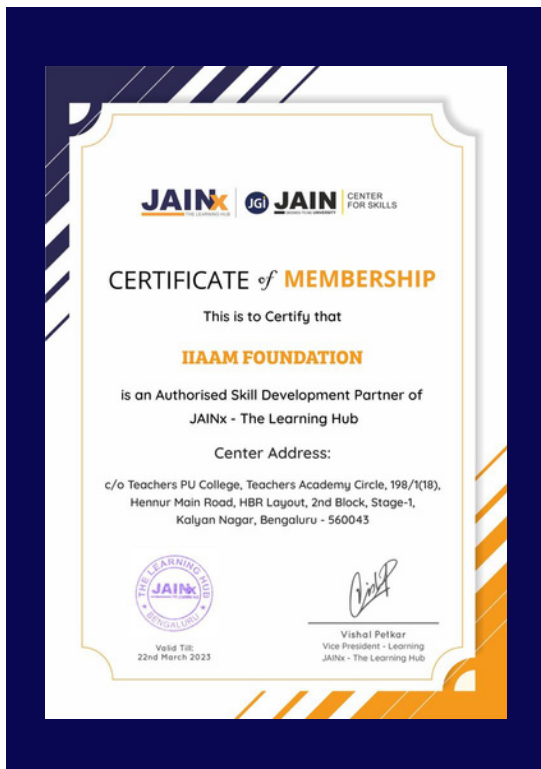 JAINx
THE LEARNING HUB
JGi JAIN
DEEMED-TO-BE UNIVERSITY
CENTER
FOR SKILLS
CERTIFICATE of MEMBERSHIP
This is to Certify that
IIAAM FOUNDATION
is an Authorised Skill Development Partner of
JAINx - The Learning Hub
Center Address:
c/o Teachers PU College, Teachers Academy Circle, 198/1(18),
Hennur Main Road, HBR Layout, 2nd Block, Stage-1,
Kalyan Nagar, Bengaluru - 560043
THE LEARNING HUB
JAINx
BENGALURU
Valid Till:
22nd March 2023
Vishal Petkar
Vice President - Learning
JAINx - The Learning Hub